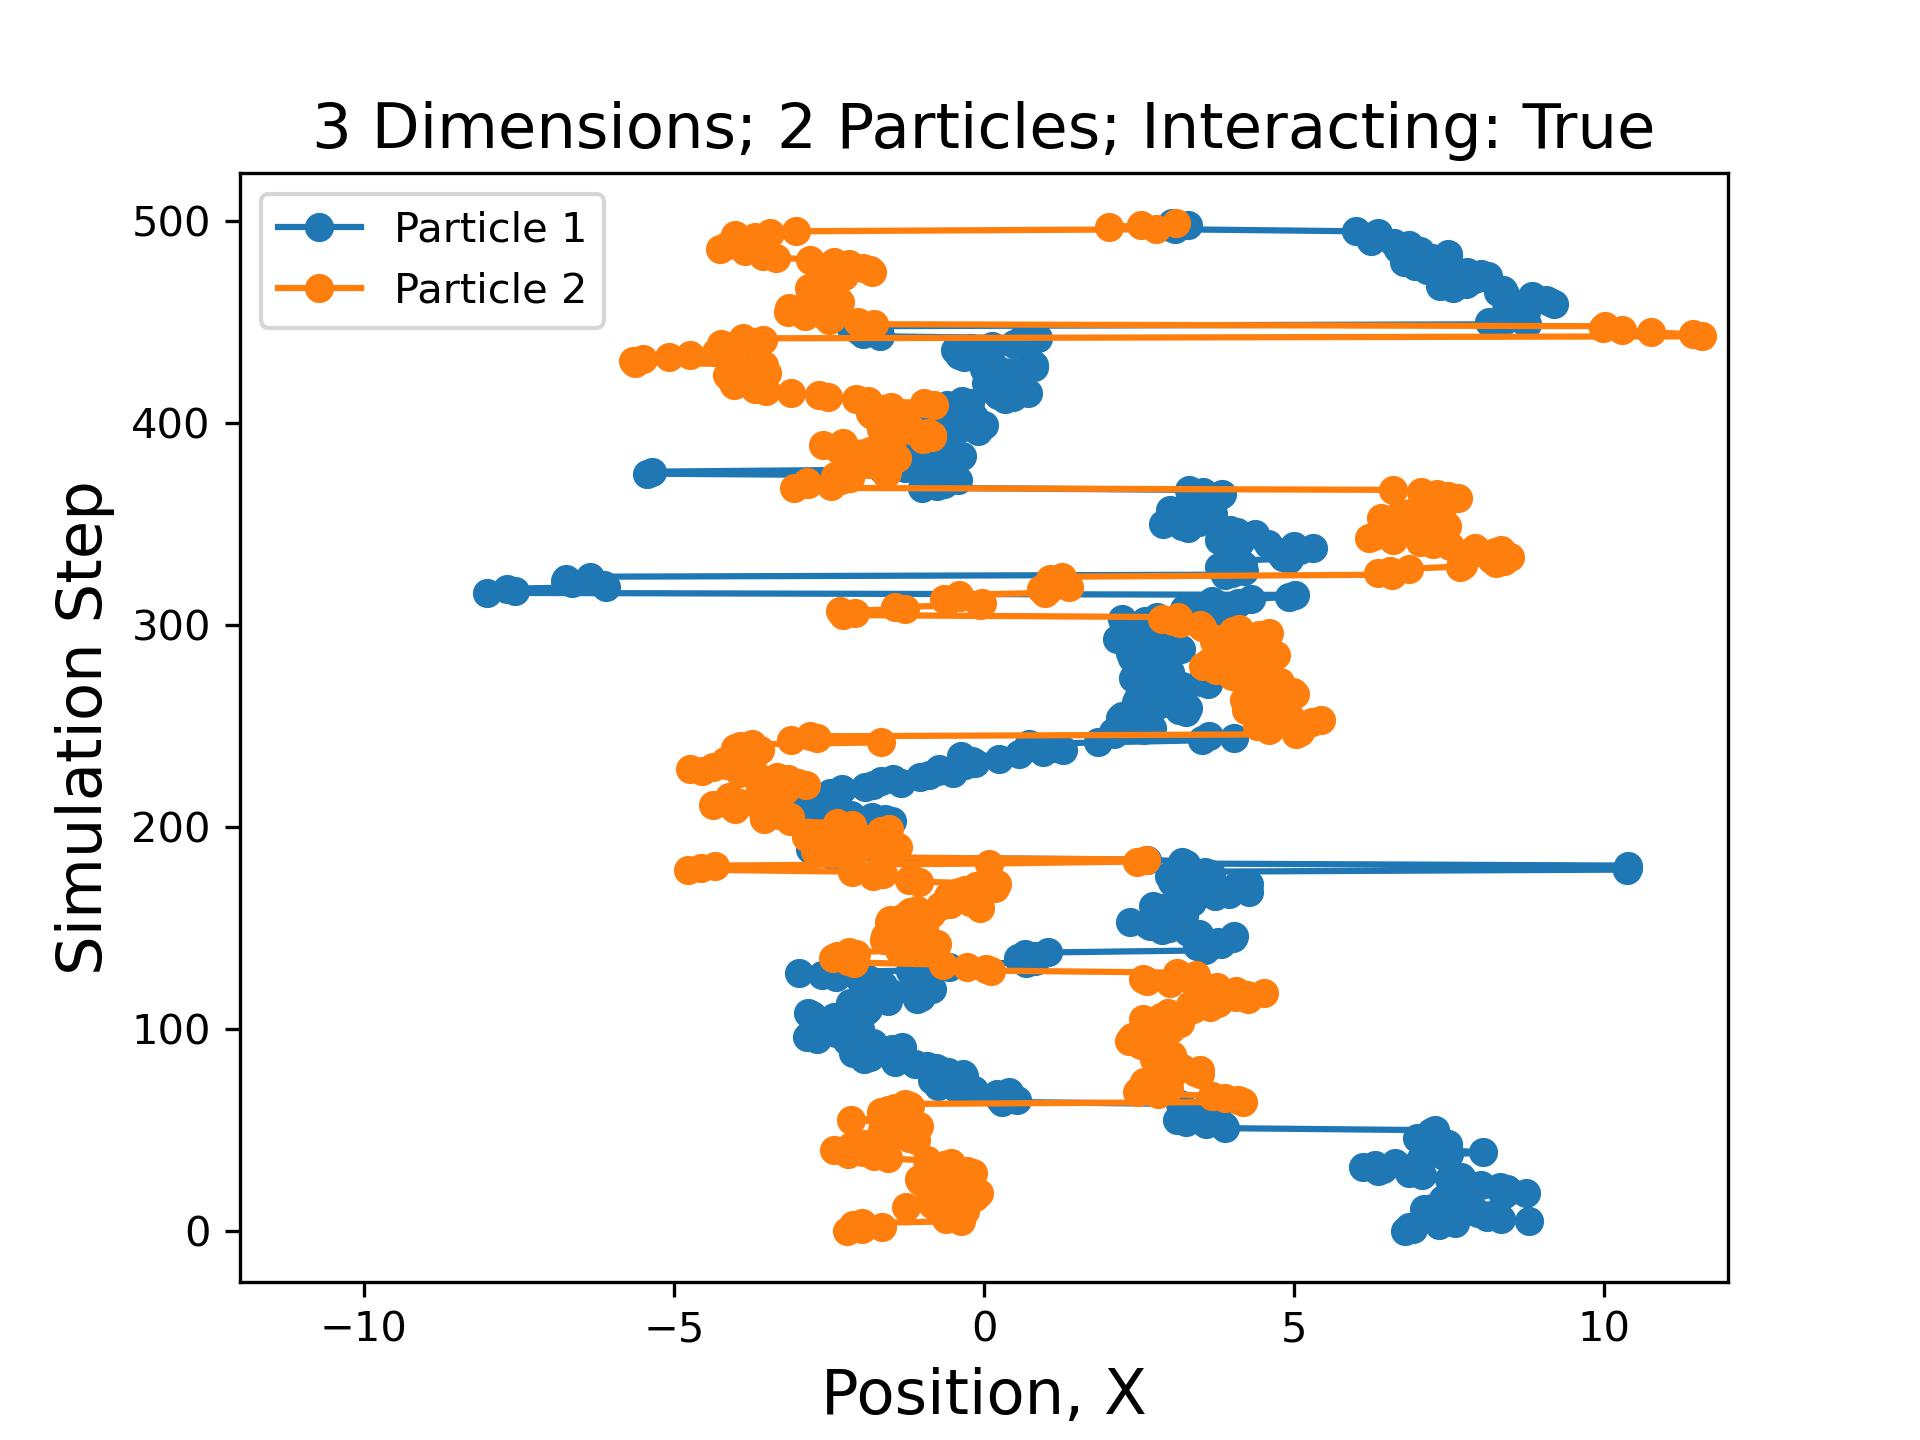 3 Dimensions; 2 Particles; Interacting: True
Particle 1
Particle 2
500
400
300
200
100
0
Simulation Step
−10
−5
0
5
10
Position, X